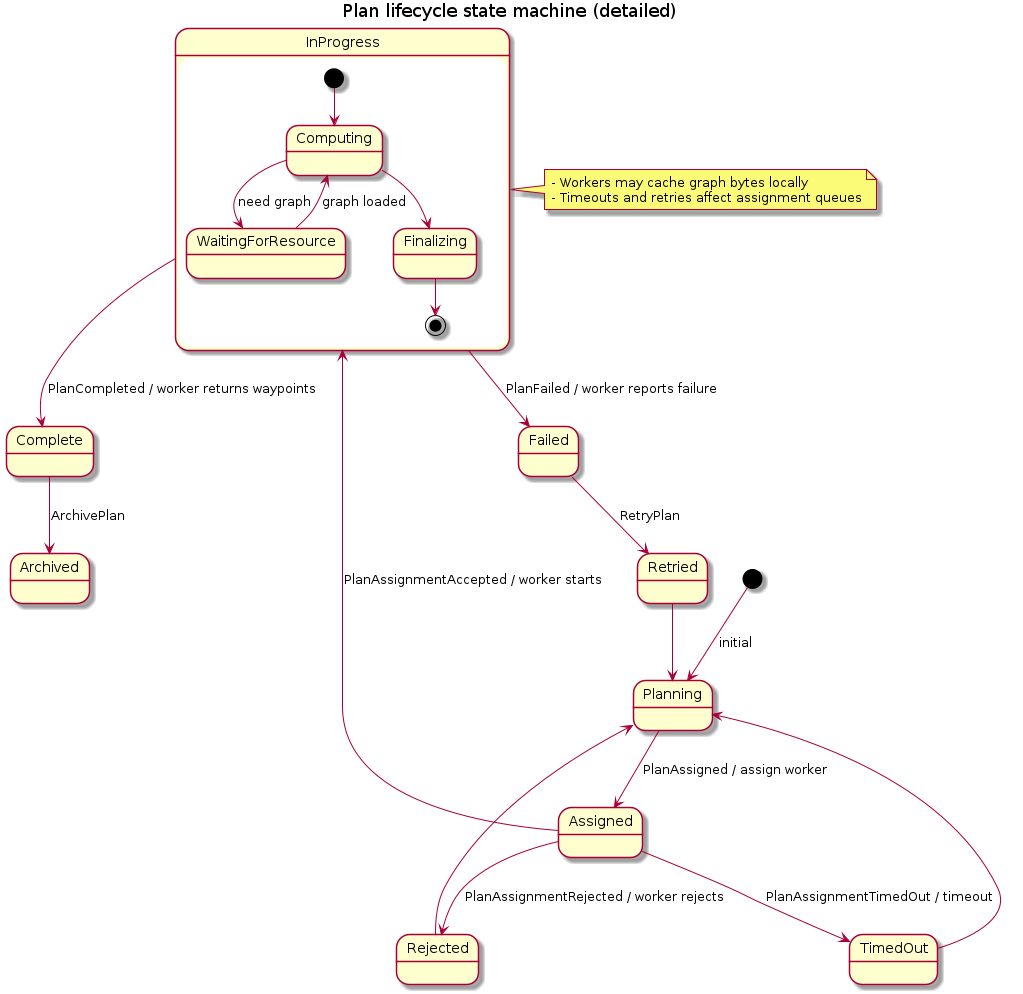 Plan lifecycle state machine (detailed)
InProgress
Computing
- Workers may cache graph bytes locally
- Timeouts and retries affect assignment queues
need graph
graph loaded
WaitingForResource
Finalizing
PlanCompleted / worker returns waypoints
PlanFailed / worker reports failure
Complete
Failed
ArchivePlan
RetryPlan
Archived
Retried
PlanAssignmentAccepted / worker starts
initial
Planning
PlanAssigned / assign worker
Assigned
PlanAssignmentRejected / worker rejects
PlanAssignmentTimedOut / timeout
Rejected
TimedOut